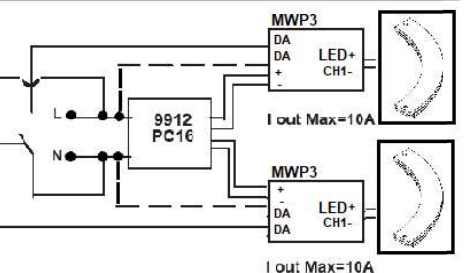 MWP3
DA
DA
+
-
LED+
CH1-
I out Max=10A
L
N
9912
PC16
MWP3
+
-
DA
DA
LED+
CH1-
I out Max=10A